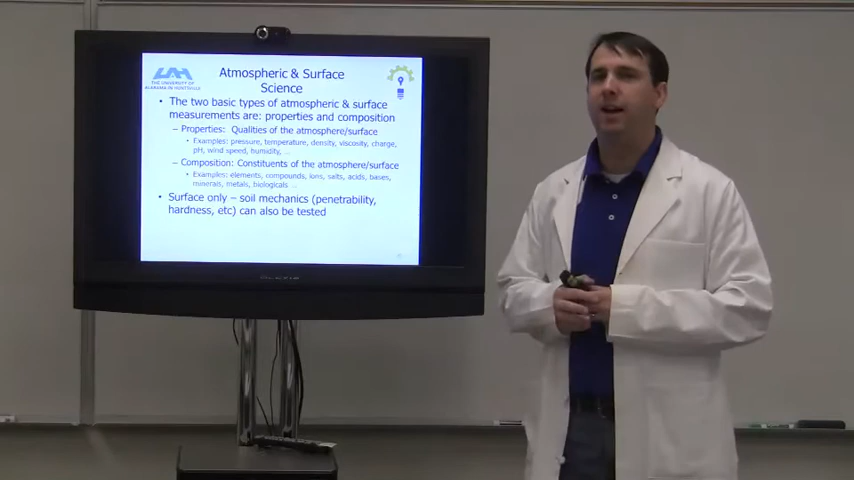 UAH
THE UNIVERSITY OF
ALABAMA IN HUNTSVILLE
Atmospheric & Surface
Science
• The two basic types of atmospheric & surface
measurements are: properties and composition
– Properties: Qualities of the atmosphere/surface
• Examples: pressure, temperature, density, viscosity, charge,
pH, wind speed, humidity, ...
– Composition: Constituents of the atmosphere/surface
• Examples: elements, compounds, ions, salts, acids, bases,
minerals, metals, biologicals ...
• Surface only – soil mechanics (penetrability,
hardness, etc) can also be tested